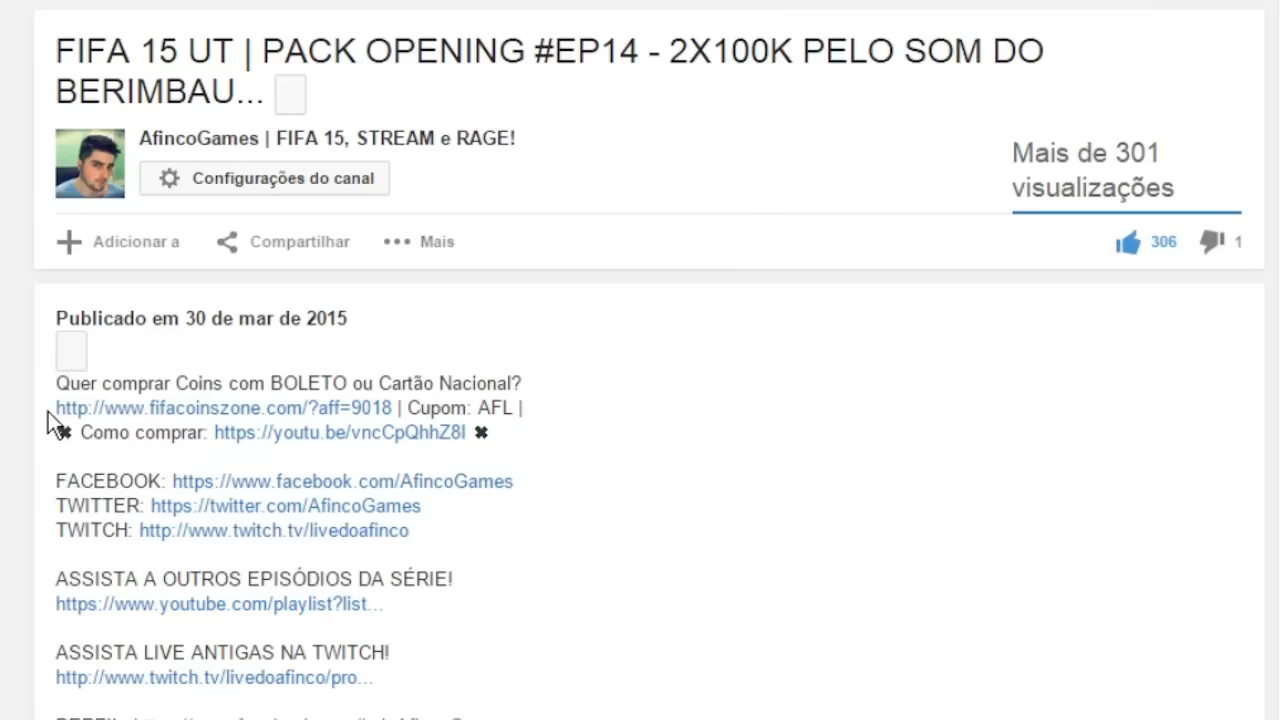 FIFA 15 UT | PACK OPENING #EP14 - 2X100K PELO SOM DO
BERIMBAU...
AfincoGames | FIFA 15, STREAM e RAGE!
Configurações do canal
Mais de 301
visualizações
Adicionar a
Compartilhar
Mais
306
1
Publicado em 30 de mar de 2015
Quer comprar Coins com BOLETO ou Cartão Nacional?
http://www.fifacoinszone.com/?aff=9018 | Cupom: AFL |
✖ Como comprar: https://youtu.be/vncCpQhhZ8I ✖
FACEBOOK: https://www.facebook.com/AfincoGames
TWITTER: https://twitter.com/AfincoGames
TWITCH: http://www.twitch.tv/livedoafinco
ASSISTA A OUTROS EPISÓDIOS DA SÉRIE!
https://www.youtube.com/playlist?list...
ASSISTA LIVE ANTIGAS NA TWITCH!
http://www.twitch.tv/livedoafinco/pro...